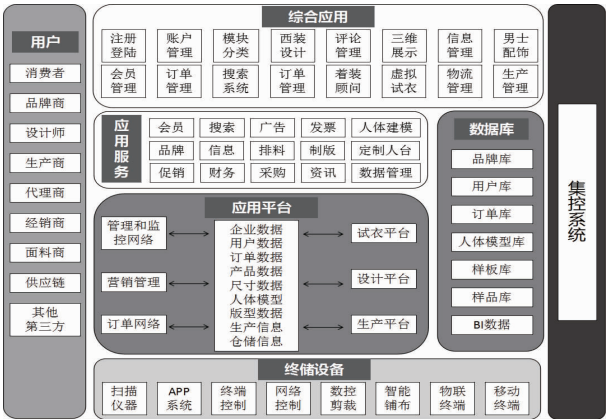 用户
消费者
品牌商
设计师
生产商
代理商
经销商
面料商
供应链
其他
第三方
综合应用
注册 账户 模块 西装 评论 三维 信息 男士
登陆 管理 分类 设计 管理 展示 管理 配饰
会员 订单 搜索 订单 着装 虚拟 物流 生产
管理 管理 系统 管理 顾问 试衣 管理 管理
应用服务
会员 搜索 广告 发票 人体建模
品牌 信息 排料 制版 定制人台
促销 财务 采购 资讯 数据管理
应用平台
管理和监
控网络
营销管理
订单网络
企业数据
用户数据
订单数据
产品数据
尺寸数据
人体模型
版型数据
生产信息
仓储信息
试衣平台
设计平台
生产平台
数据库
品牌库
用户库
订单库
人体模型库
样板库
样品库
BI数据
终储设备
扫描 APP 终端 网络 数控 智能 物联 移动
仪器 系统 控制 控制 剪裁 铺布 终端 终端
集控系统